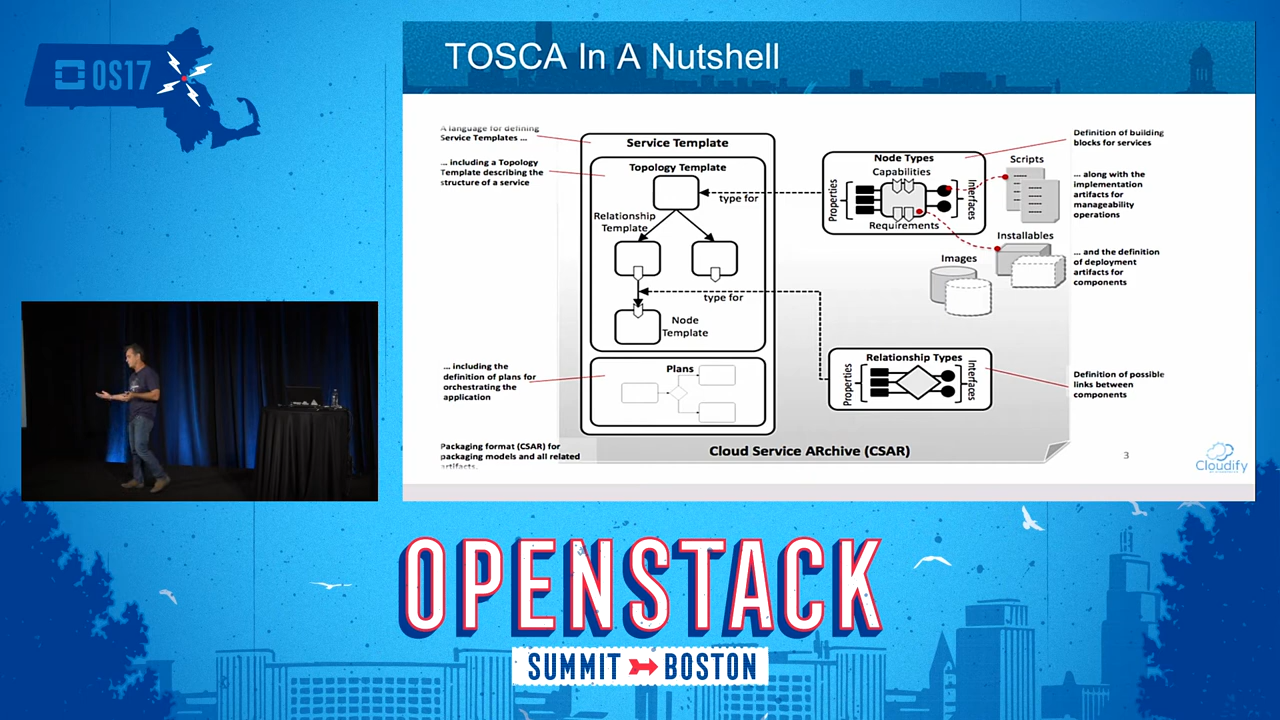 OS17
TOSCA In A Nutshell
A language for defining
Service Templates ...
... including a Topology
Template describing the
structure of a service
... including the
definition of plans for
orchestrating the
application
Packaging format (CSAR) for
packaging models and all related
artifacts.
Service Template
Topology Template
Relationship
Template
type for
type for
Node
Template
Plans
Node Types
Capabilities
Properties
Interfaces
Requirements
Scripts
Installables
Images
Relationship Types
Properties
Interfaces
Cloud Service ARchive (CSAR)
Definition of building
blocks for services
... along with the
implementation
artifacts for
manageability
operations
... and the definition
of deployment
artifacts for
components
Definition of possible
links between
components
3
Cloudify
OPENSTACK
SUMMIT BOSTON